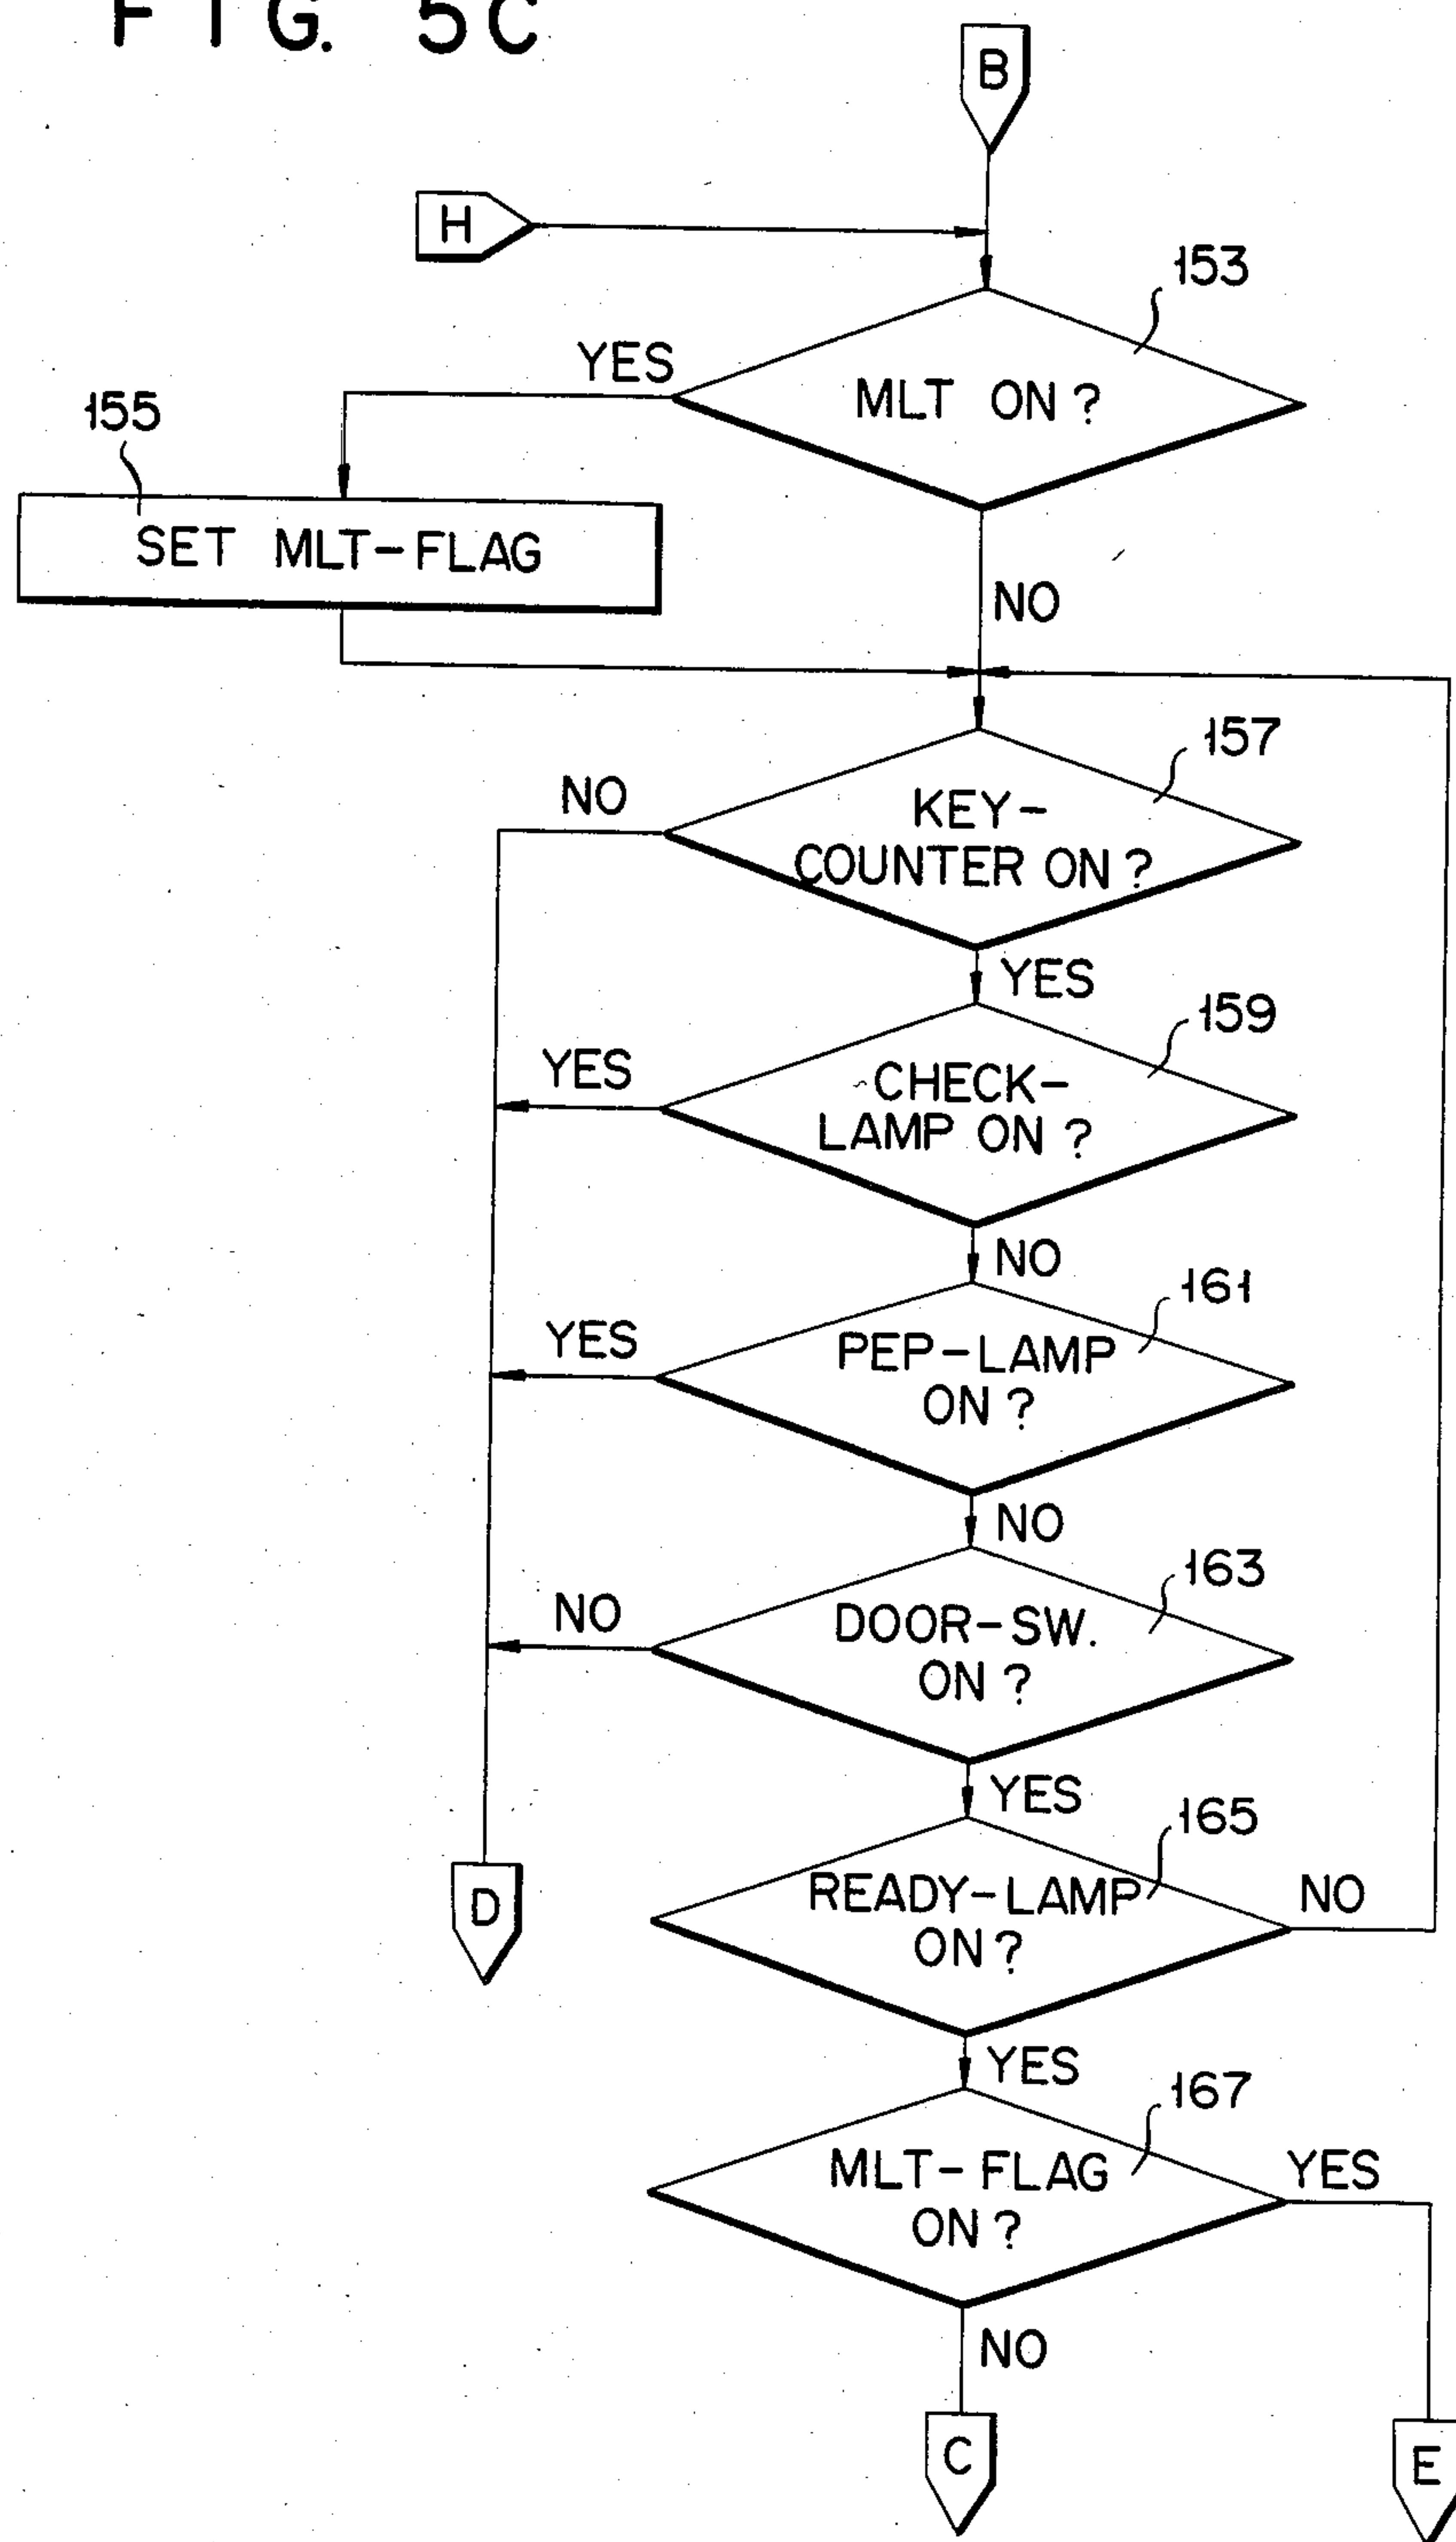 FIG. 5C
B
H
153
YES
MLT ON?
155
SET MLT-FLAG
NO
157
NO
KEY-
COUNTER ON?
YES
159
YES
CHECK-
LAMP ON?
NO
161
YES
PEP-LAMP
ON?
NO
163
NO
DOOR-SW.
ON?
YES
165
READY-LAMP
ON?
NO
D
YES
167
MLT-FLAG
ON?
YES
NO
C
E